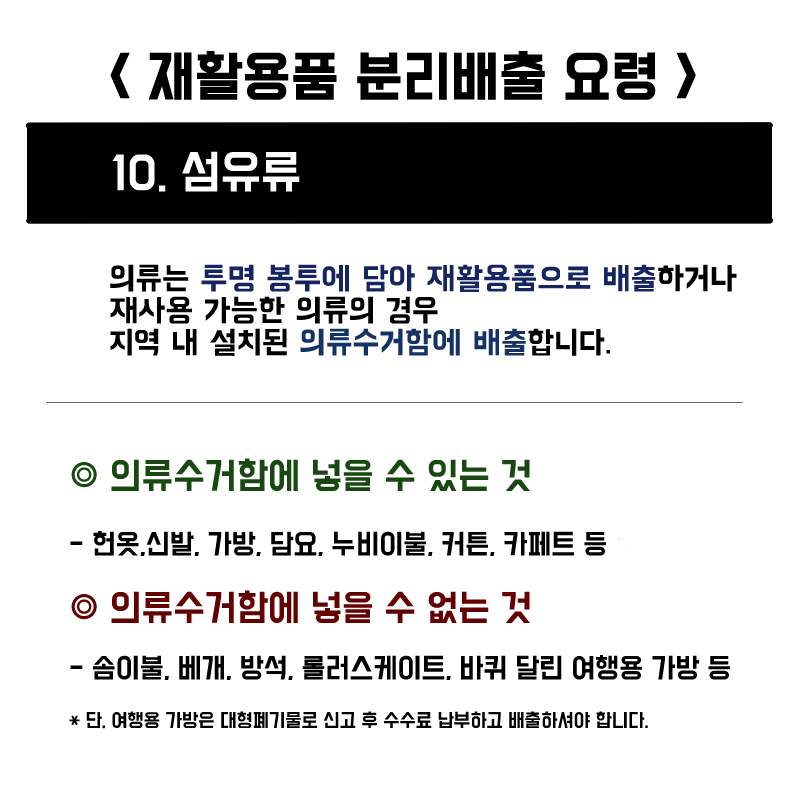 < 재활용품 분리배출 요령 >
10. 섬유류
의류는 투명 봉투에 담아 재활용품으로 배출하거나
재사용 가능한 의류의 경우
지역 내 설치된 의류수거함에 배출합니다.
◎ 의류수거함에 넣을 수 있는 것
- 헌옷,신발, 가방, 담요, 누비이불, 커튼, 카페트 등
◎ 의류수거함에 넣을 수 없는 것
- 솜이불, 베개, 방석, 롤러스케이트, 바퀴 달린 여행용 가방 등
* 단, 여행용 가방은 대형폐기물로 신고 후 수수료 납부하고 배출하셔야 합니다.